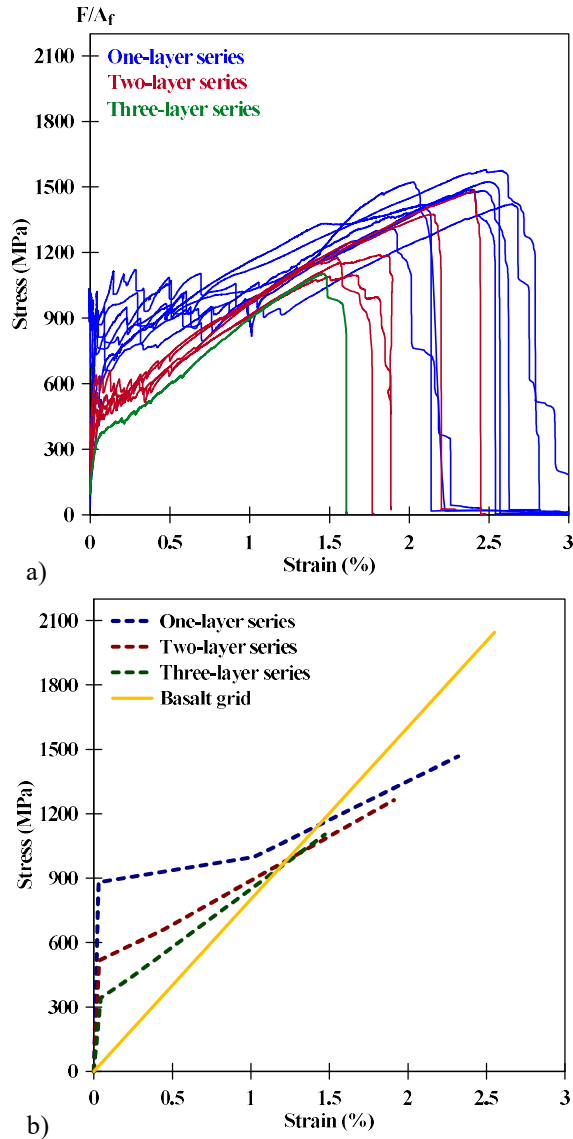 F/Af
2100
1800
1500
1200
900
600
300
0
Stress (MPa)
One-layer series
Two-layer series
Three-layer series
0 0.5 1 1.5 2 2.5 3
Strain (%)
a)
2100
1800
1500
1200
900
600
300
0
Stress (MPa)
One-layer series
Two-layer series
Three-layer series
Basalt grid
0 0.5 1 1.5 2 2.5 3
Strain (%)
b)